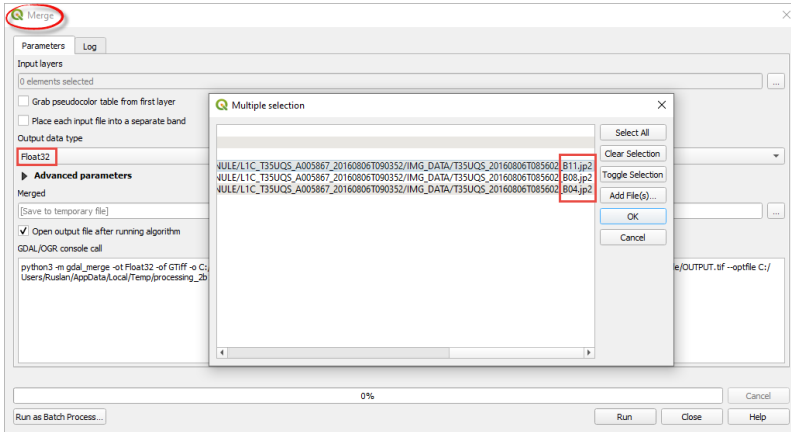 Merge
Parameters
Log
Input layers
0 elements selected
...
Grab pseudocolor table from first layer
Place each input file into a separate band
Output data type
Float32
Advanced parameters
Merged
[Save to temporary file]
...
Open output file after running algorithm
GDAL/OGR console call
python3 -m gdal_merge -ot Float32 -of GTiff -o C:
e/OUTPUT.tif --optfile C:/
Users/Ruslan/AppData/Local/Temp/processing_2b
Multiple selection
NULE/L1C_T35UQS_A005867_20160806T090352/IMG_DATA/T35UQS_20160806T085602_B11.jp2
NULE/L1C_T35UQS_A005867_20160806T090352/IMG_DATA/T35UQS_20160806T085602_B08.jp2
NULE/L1C_T35UQS_A005867_20160806T090352/IMG_DATA/T35UQS_20160806T085602_B04.jp2
Select All
Clear Selection
Toggle Selection
Add File(s)...
OK
Cancel
0%
Cancel
Run as Batch Process...
Run
Close
Help